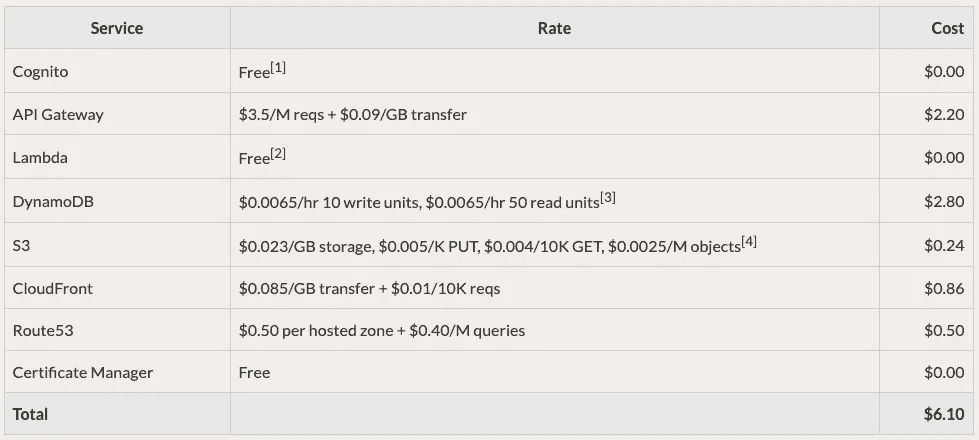 Service Rate Cost
Cognito Free[1] $0.00
API Gateway $3.5/M reqs + $0.09/GB transfer $2.20
Lambda Free[2] $0.00
DynamoDB $0.0065/hr 10 write units, $0.0065/hr 50 read units[3] $2.80
S3 $0.023/GB storage, $0.005/K PUT, $0.004/10K GET, $0.0025/M objects[4] $0.24
CloudFront $0.085/GB transfer + $0.01/10K reqs $0.86
Route53 $0.50 per hosted zone + $0.40/M queries $0.50
Certificate Manager Free $0.00
Total $6.10